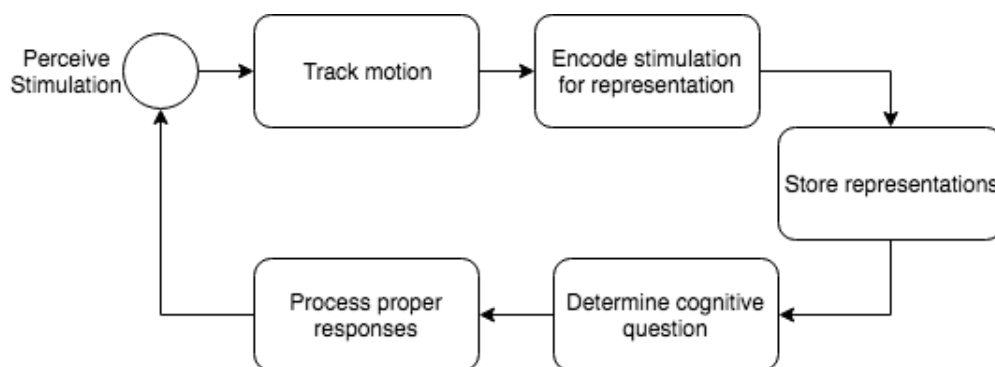 Perceive
Stimulation
Track motion
Encode stimulation
for representation
Store representations
Determine cognitive
question
Process proper
responses